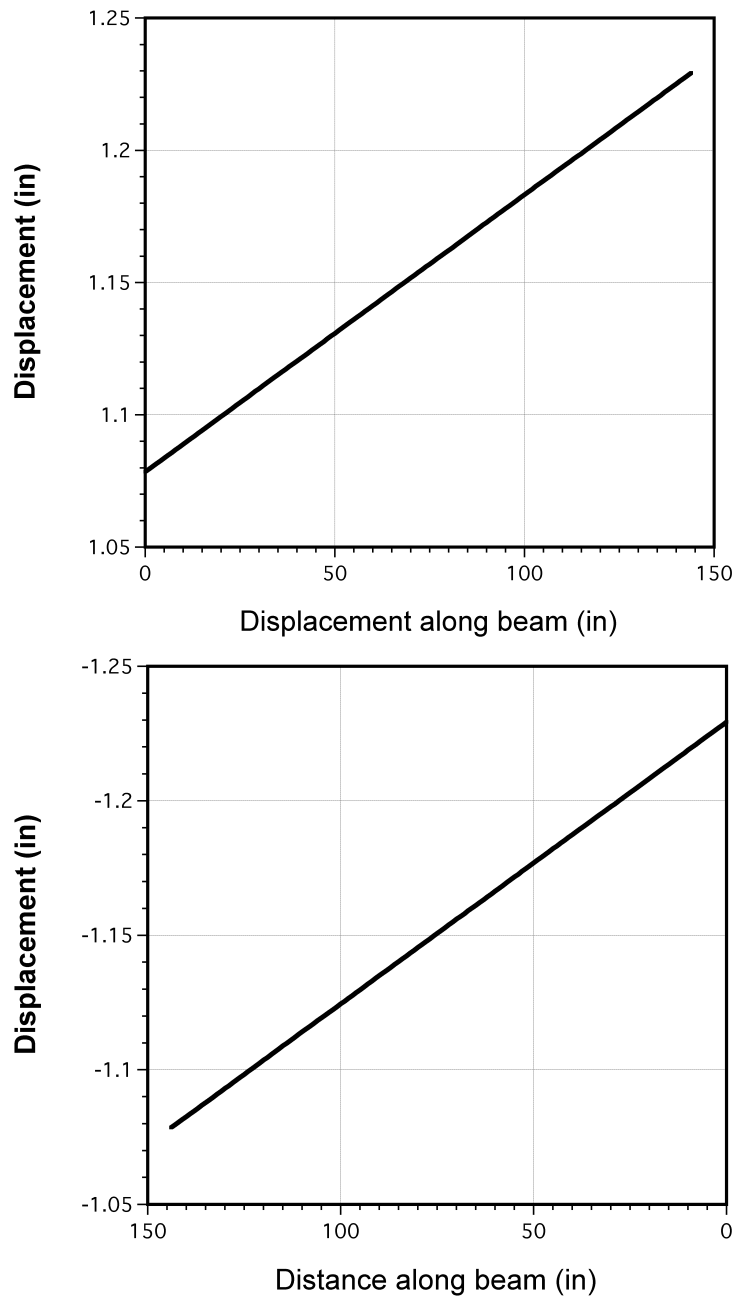 1.25
1.2
1.15
1.1
1.05
Displacement (in)
0 50 100 150
Displacement along beam (in)
-1.25
-1.2
-1.15
-1.1
-1.05
Displacement (in)
150 100 50 0
Distance along beam (in)